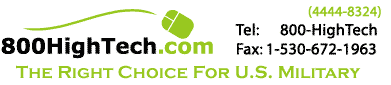 (4444-8324)
Tel: 800-HighTech
800HighTech.com
Fax: 1-530-672-1963
The Right Choice For U.S. Military